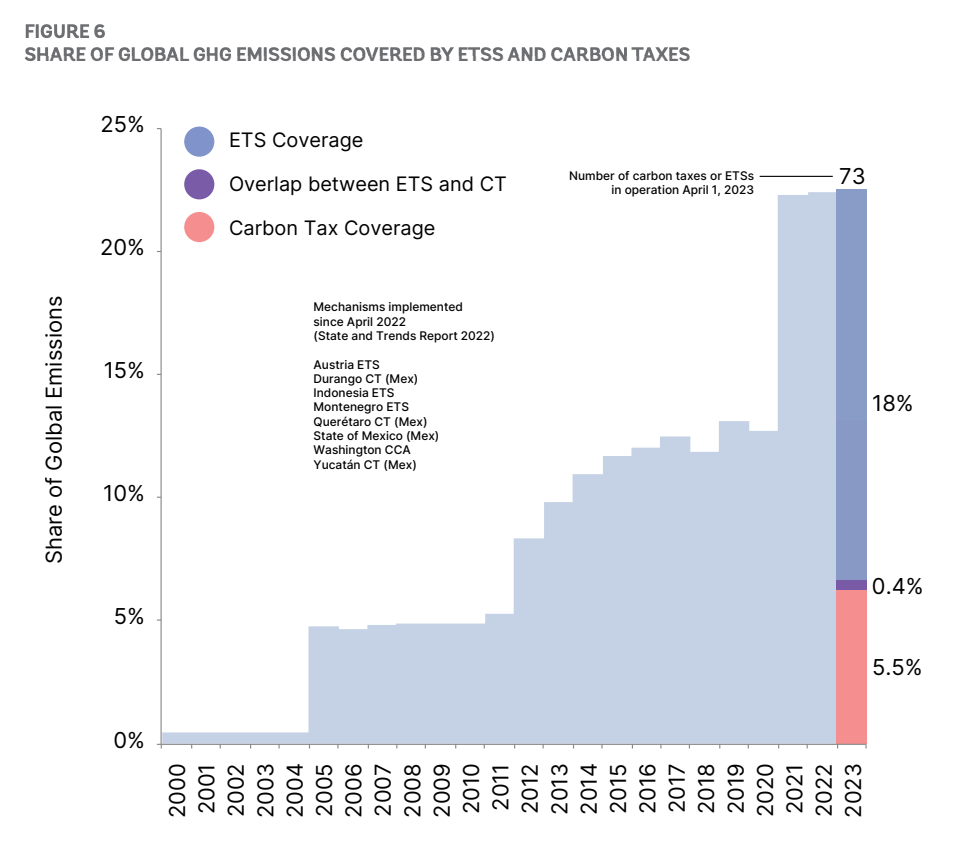 FIGURE 6
SHARE OF GLOBAL GHG EMISSIONS COVERED BY ETSS AND CARBON TAXES
25%
20%
15%
10%
5%
0%
Share of Golbal Emissions
ETS Coverage
Overlap between ETS and CT
Carbon Tax Coverage
Number of carbon taxes or ETSs
in operation April 1, 2023
73
Mechanisms implemented
since April 2022
(State and Trends Report 2022)
Austria ETS
Durango CT (Mex)
Indonesia ETS
Montenegro ETS
Querétaro CT (Mex)
State of Mexico (Mex)
Washington CCA
Yucatán CT (Mex)
18%
0.4%
5.5%
2000
2001
2002
2003
2004
2005
2006
2007
2008
2009
2010
2011
2012
2013
2014
2015
2016
2017
2018
2019
2020
2021
2022
2023